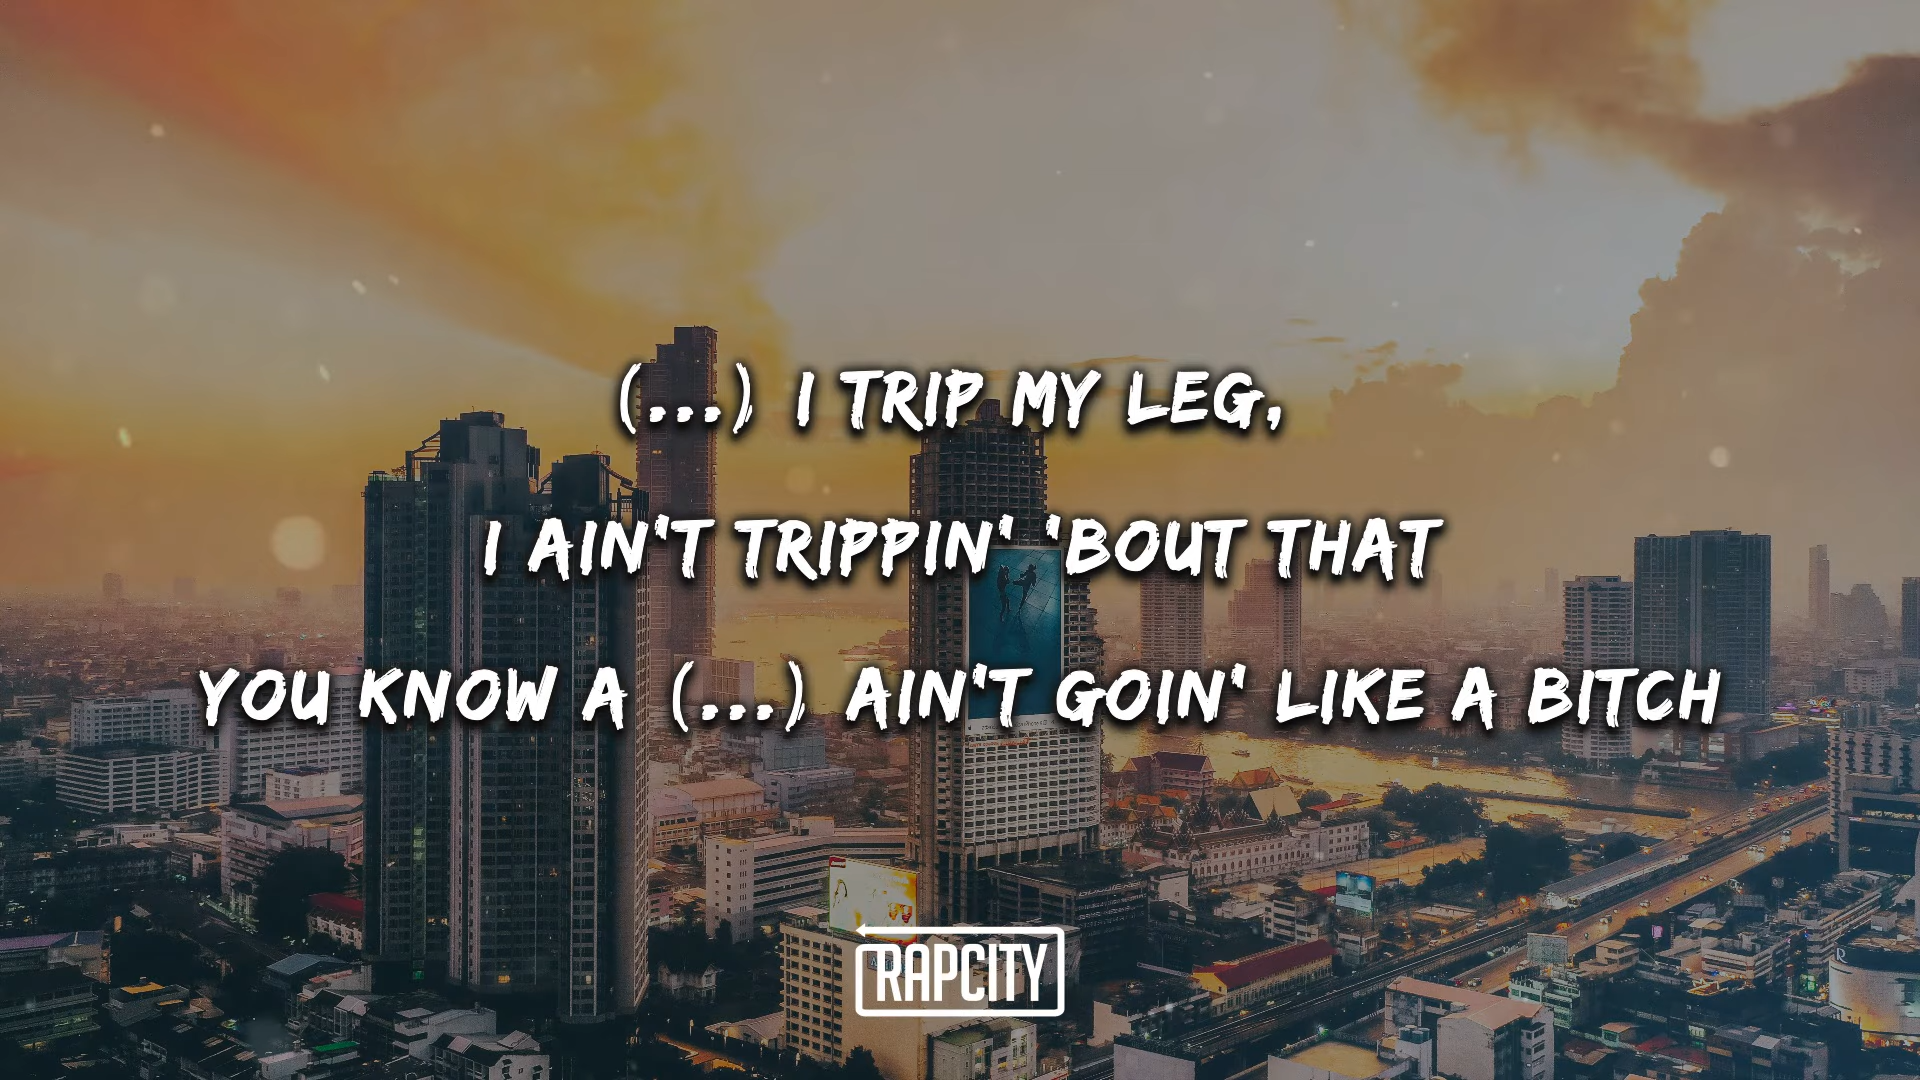 (...) I TRIP MY LEG,
I AIN'T TRIPPIN' 'BOUT THAT
YOU KNOW A (...) AIN'T GOIN' LIKE A BITCH
RAPCITY